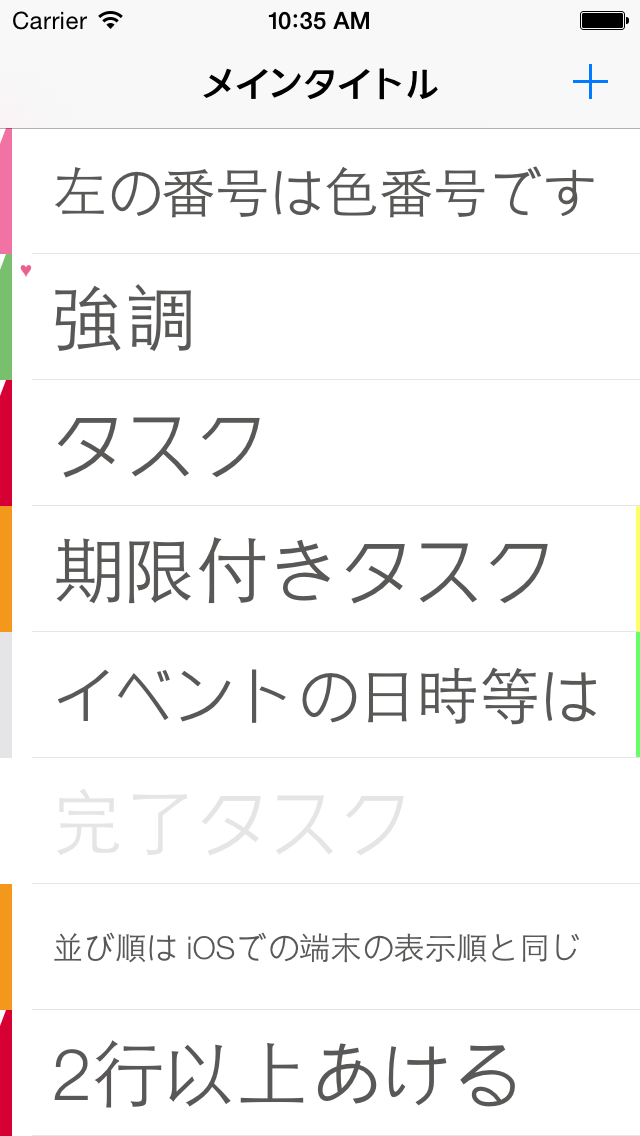 Carrier 10:35 AM
メインタイトル
左の番号は色番号です
♥
強調
タスク
期限付きタスク
イベントの日時等は
完了タスク
並び順は iOSでの端末の表示順と同じ
2行以上あける